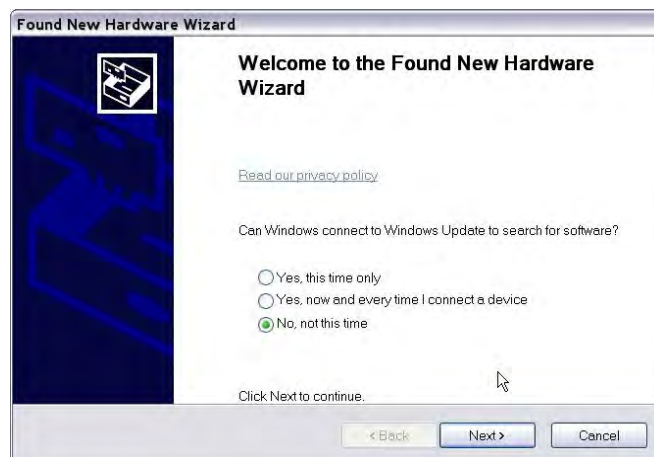 Found New Hardware Wizard
Welcome to the Found New Hardware
Wizard
Read our privacy policy
Can Windows connect to Windows Update to search for software?
Yes, this time only
Yes, now and every time I connect a device
No, not this time
Click Next to continue.
< Back
Next >
Cancel